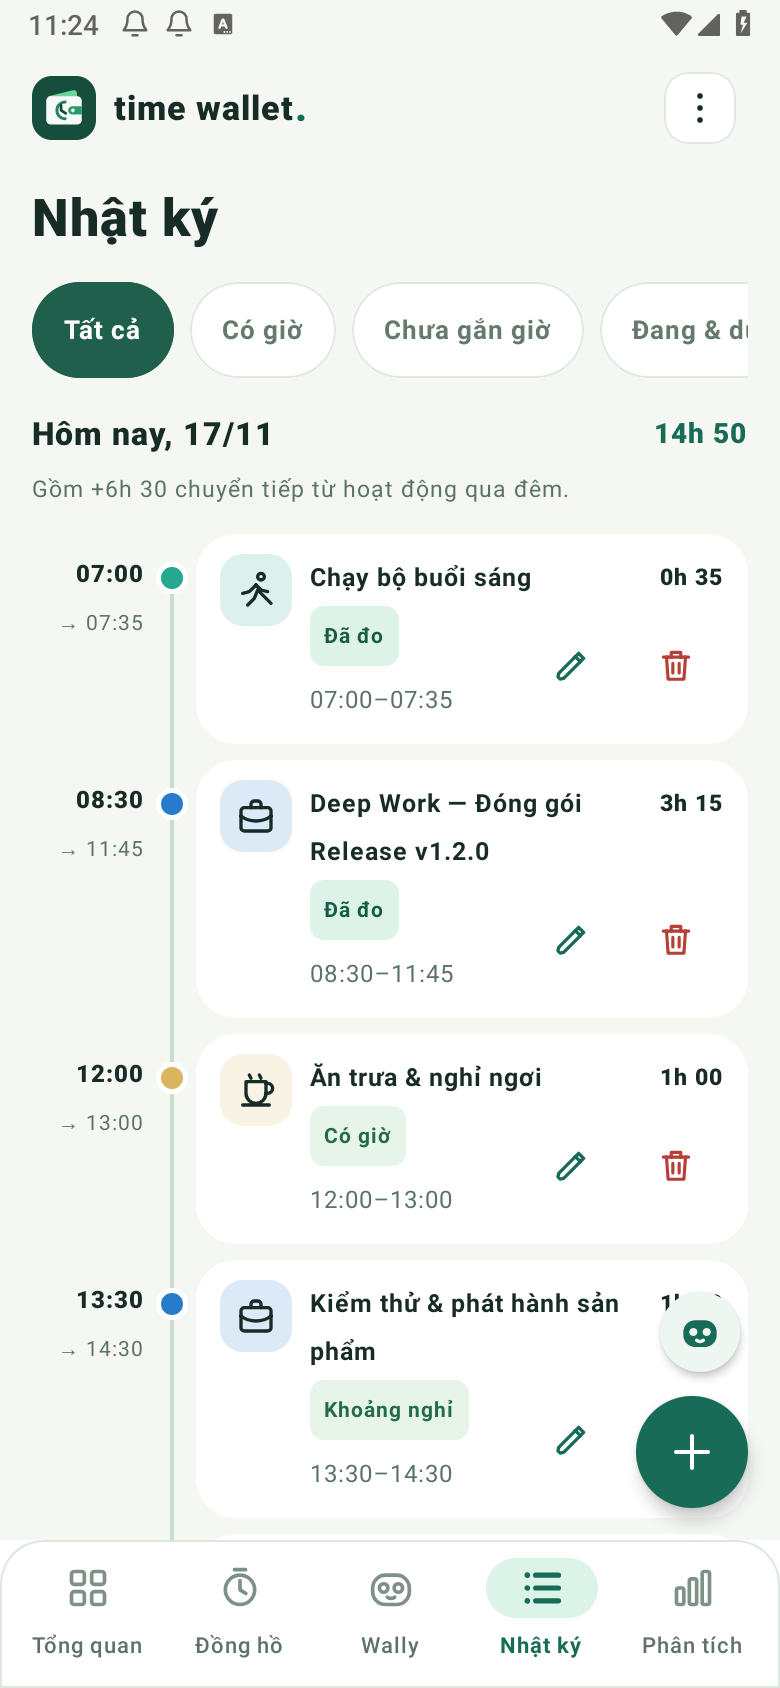 11:24
time wallet.
Nhật ký
Tất cả
Có giờ
Chưa gắn giờ
Đang &
Hôm nay, 17/11
14h 50
Gồm +6h 30 chuyển tiếp từ hoạt động qua đêm.
07:00
→ 07:35
Chạy bộ buổi sáng
0h 35
Đã đo
07:00–07:35
08:30
→ 11:45
Deep Work — Đóng gói
Release v1.2.0
3h 15
Đã đo
08:30–11:45
12:00
→ 13:00
Ăn trưa & nghỉ ngơi
1h 00
Có giờ
12:00–13:00
13:30
→ 14:30
Kiểm thử & phát hành sản
phẩm
Khoảng nghỉ
13:30–14:30
Tổng quan
Đồng hồ
Wally
Nhật ký
Phân tích